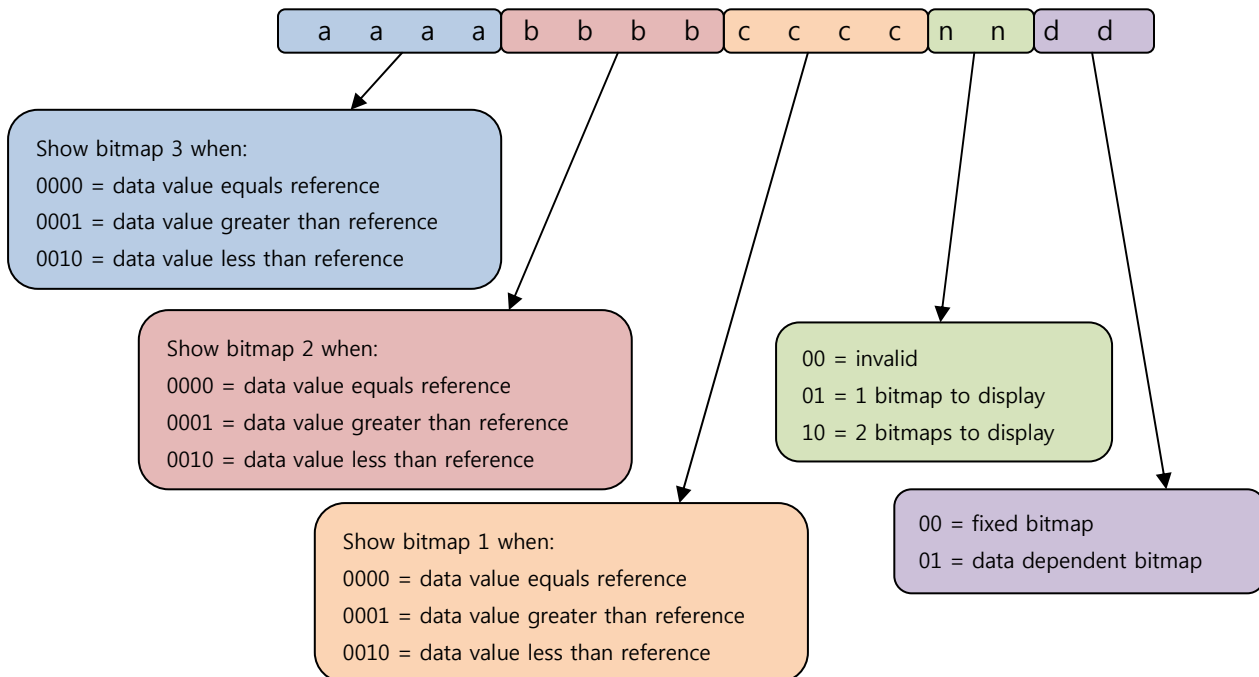 a a a a b b b b c c c c n n d d
Show bitmap 3 when:
0000 = data value equals reference
0001 = data value greater than reference
0010 = data value less than reference
Show bitmap 2 when:
0000 = data value equals reference
0001 = data value greater than reference
0010 = data value less than reference
00 = invalid
01 = 1 bitmap to display
10 = 2 bitmaps to display
Show bitmap 1 when:
0000 = data value equals reference
0001 = data value greater than reference
0010 = data value less than reference
00 = fixed bitmap
01 = data dependent bitmap